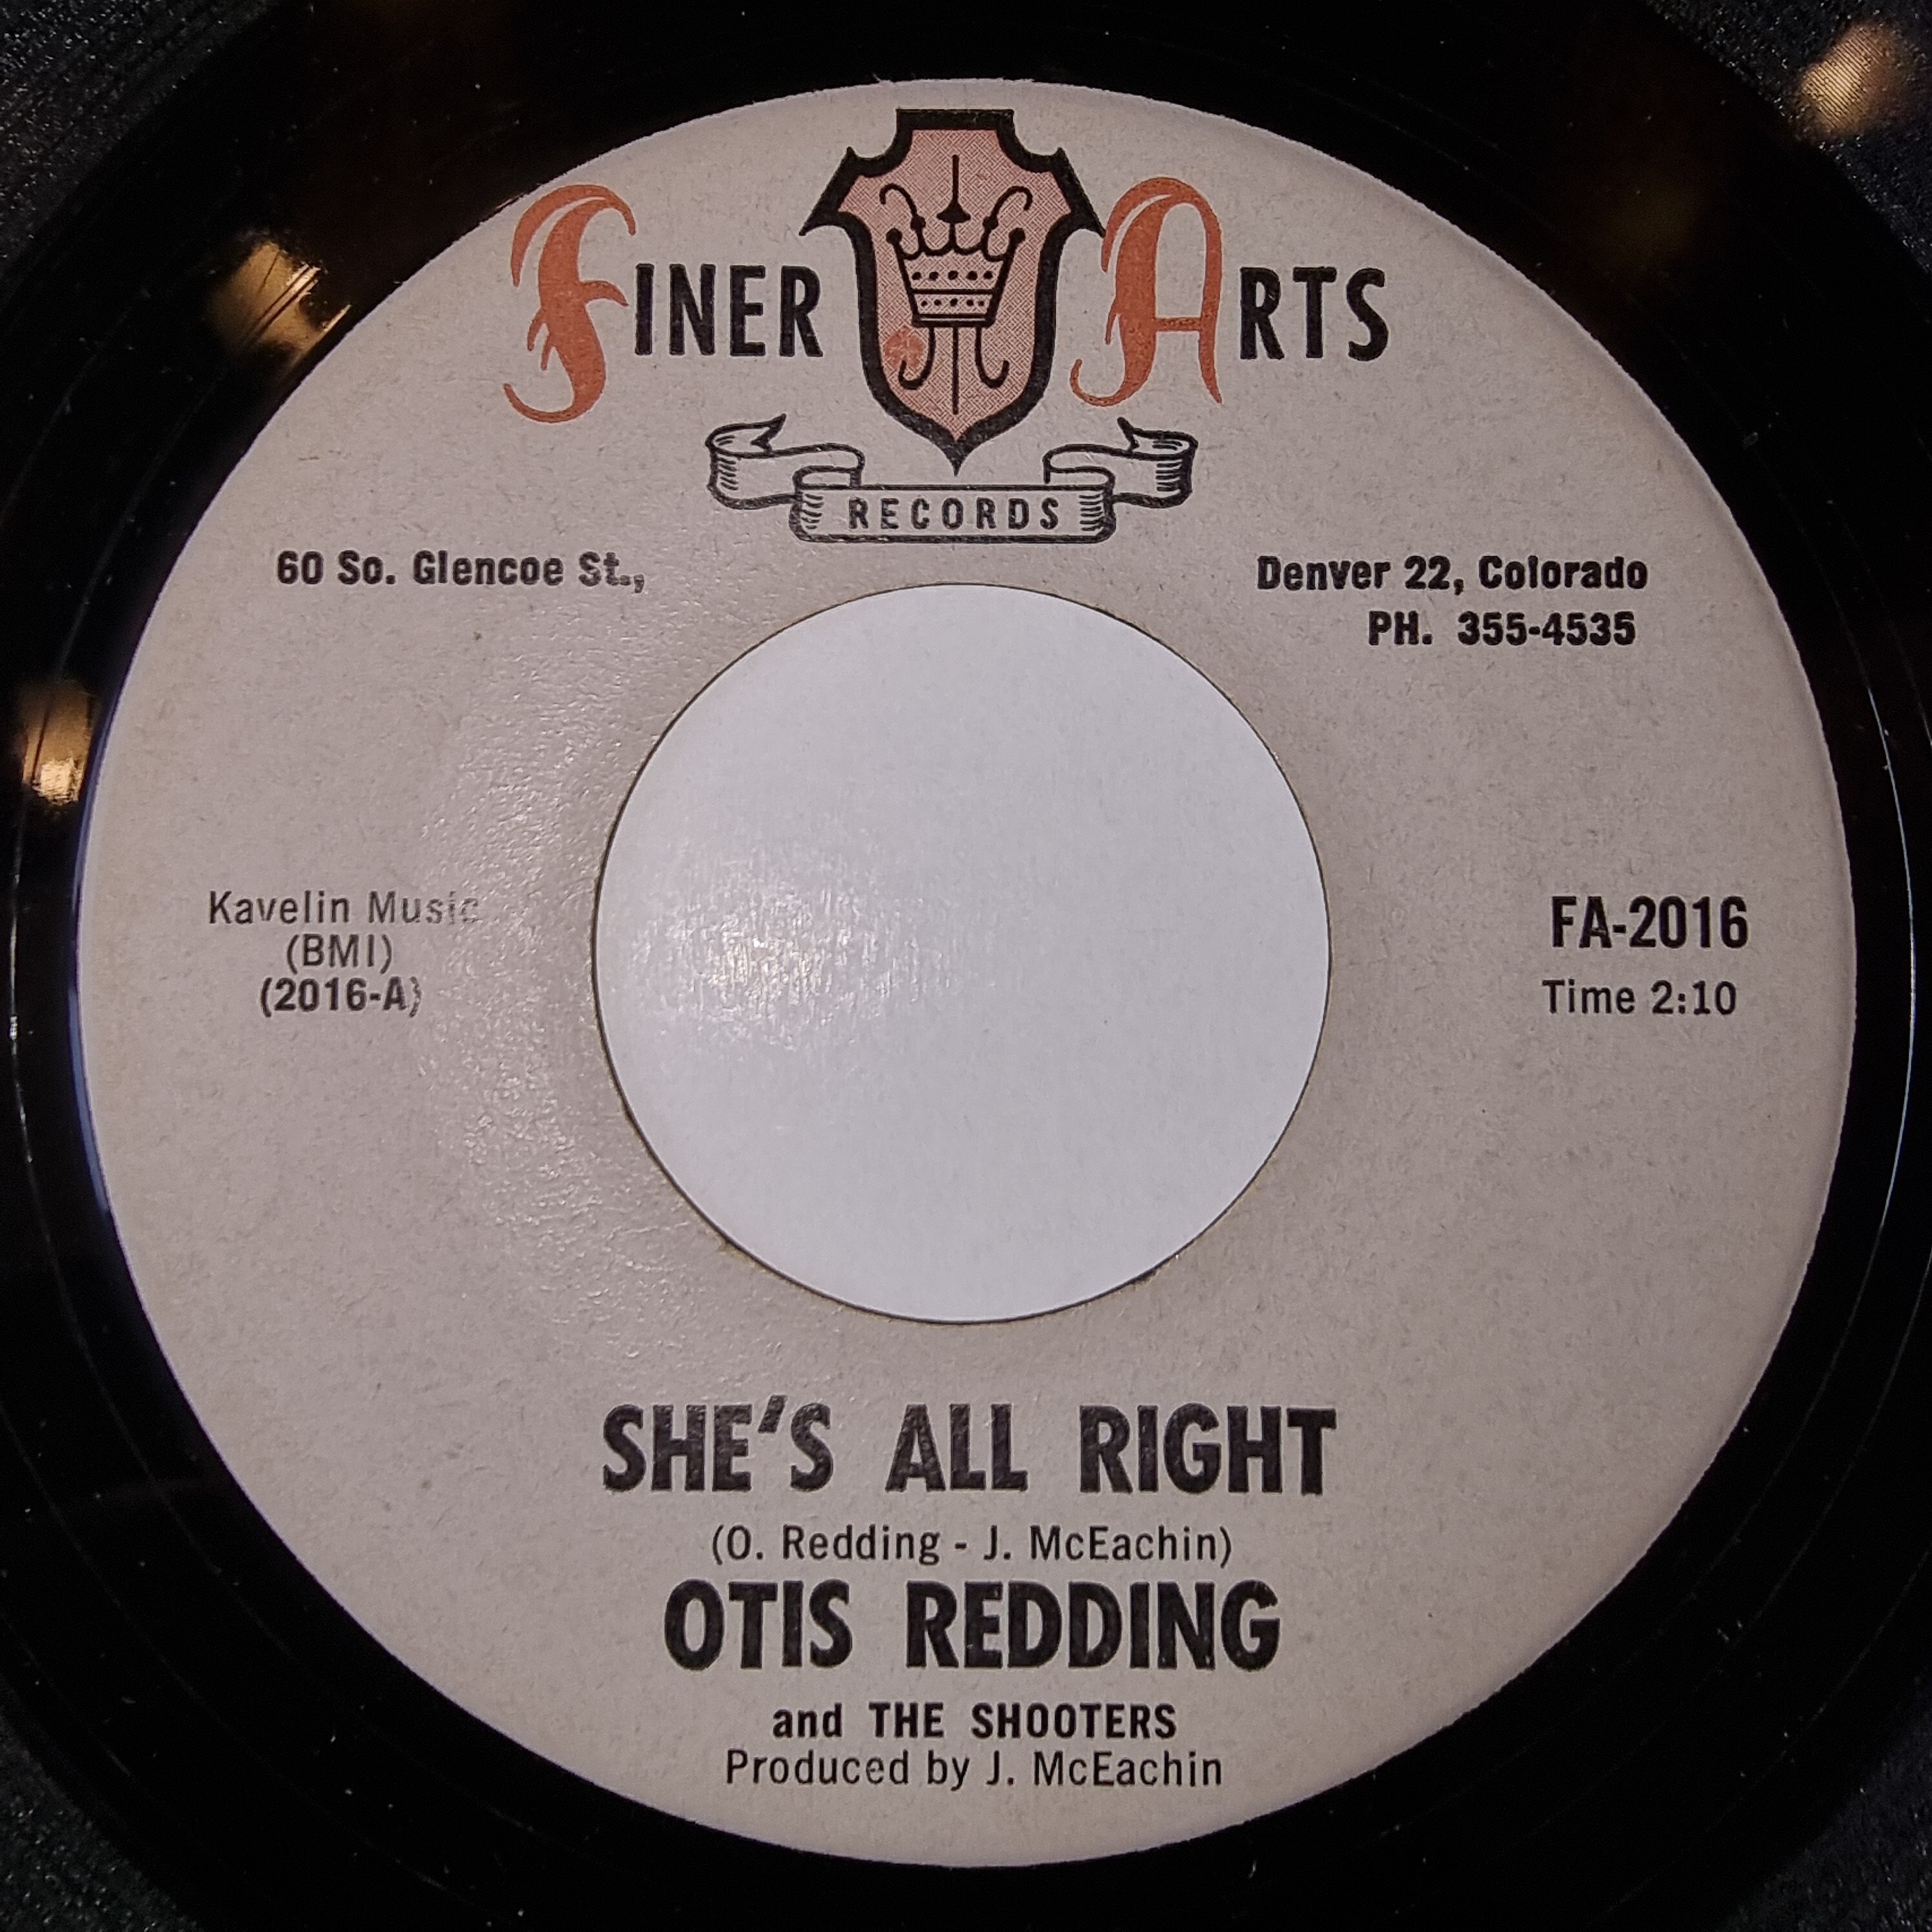 FINER ARTS
RECORDS
60 So. Glencoe St.,
Denver 22, Colorado
PH. 355-4535
Kavelin Music
(BMI)
(2016-A)
FA-2016
Time 2:10
SHE'S ALL RIGHT
(O. Redding - J. McEachin)
OTIS REDDING
and THE SHOOTERS
Produced by J. McEachin